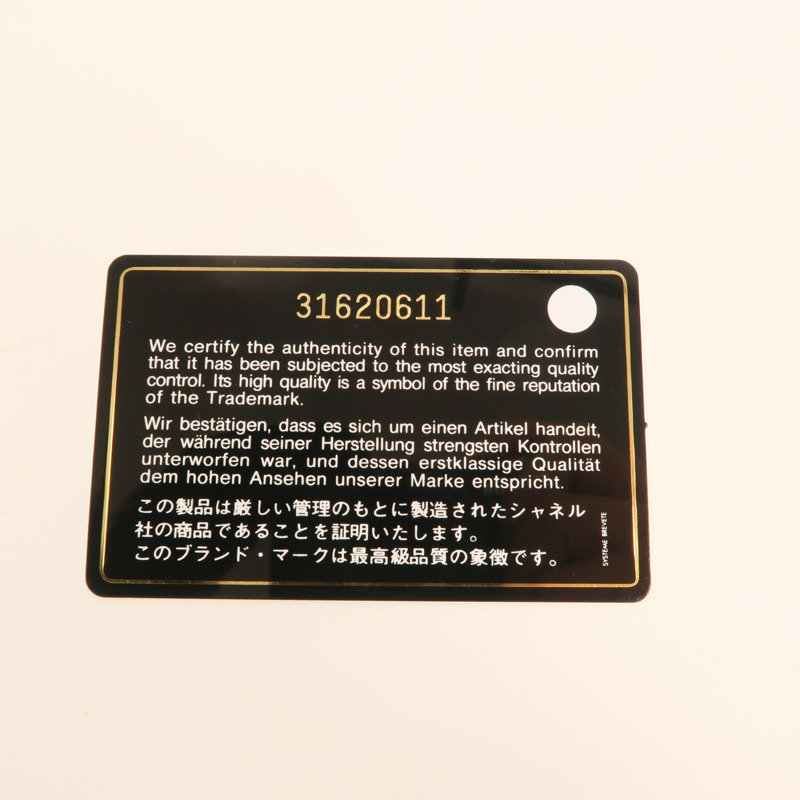 31620611
We certify the authenticity of this item and confirm
that it has been subjected to the most exacting quality
control. Its high quality is a symbol of the fine reputation
of the Trademark.
Wir bestätigen, dass es sich um einen Artikel handelt,
der während seiner Herstellung strengsten Kontrollen
unterworfen war, und dessen erstklassige Qualität
dem hohen Ansehen unserer Marke entspricht.
この製品は厳しい管理のもとに製造されたシャネル
社の商品であることを証明いたします。
このブランド・マークは最高級品質の象徴です。
SYSTEME BREVETE